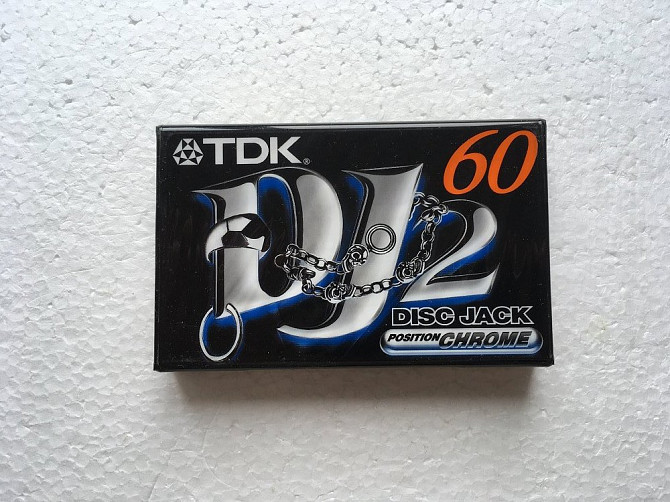 TDK®
60
DJ2
DISC JACK
POSITION CHROME